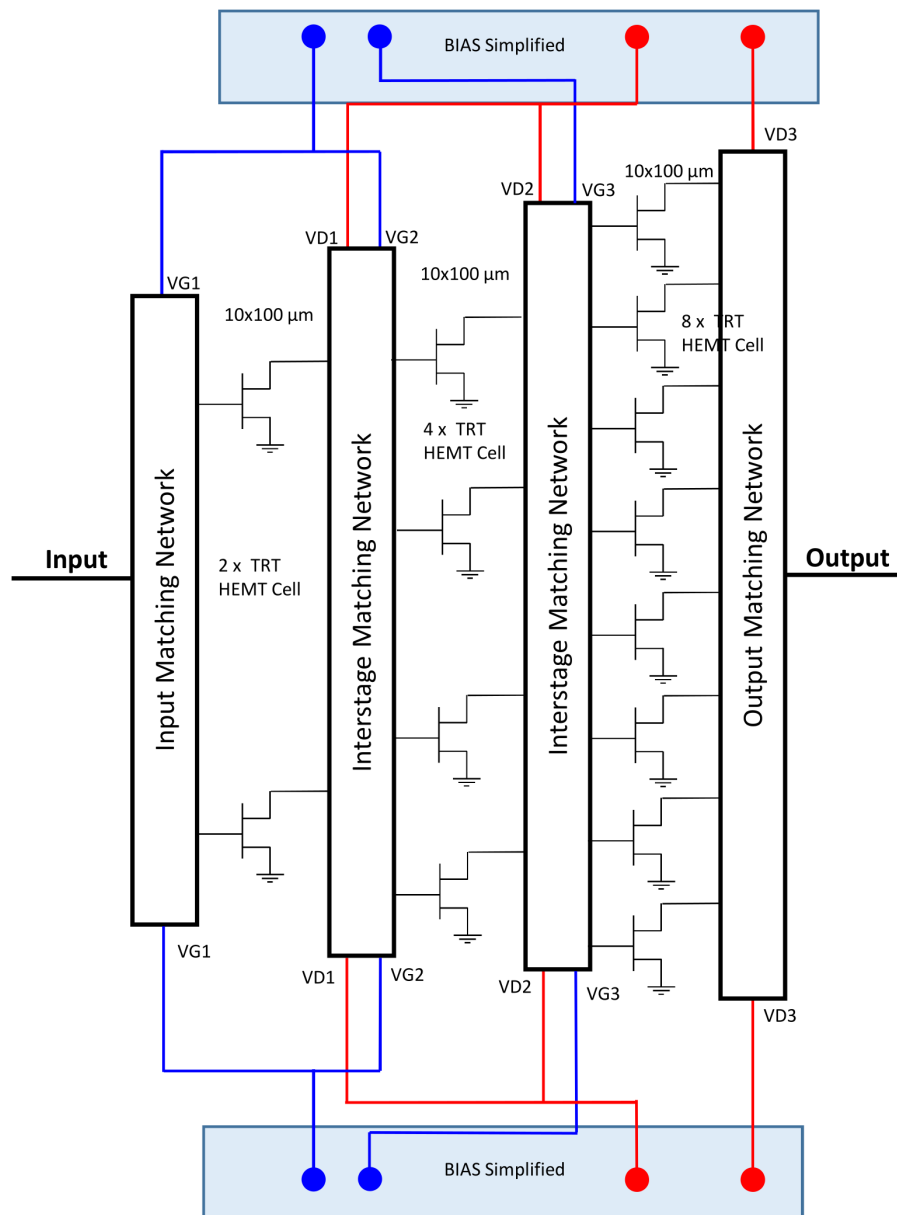 BIAS Simplified
VD3
10x100 µm
VD2
VG3
VD1
VG2
VG1
10x100 µm
10x100 µm
8 x TRT
HEMT Cell
4 x TRT
HEMT Cell
Input
Input Matching Network
2 x TRT
HEMT Cell
Interstage Matching Network
Interstage Matching Network
Output Matching Network
Output
VG1
VD1
VG2
VD2
VG3
VD3
BIAS Simplified